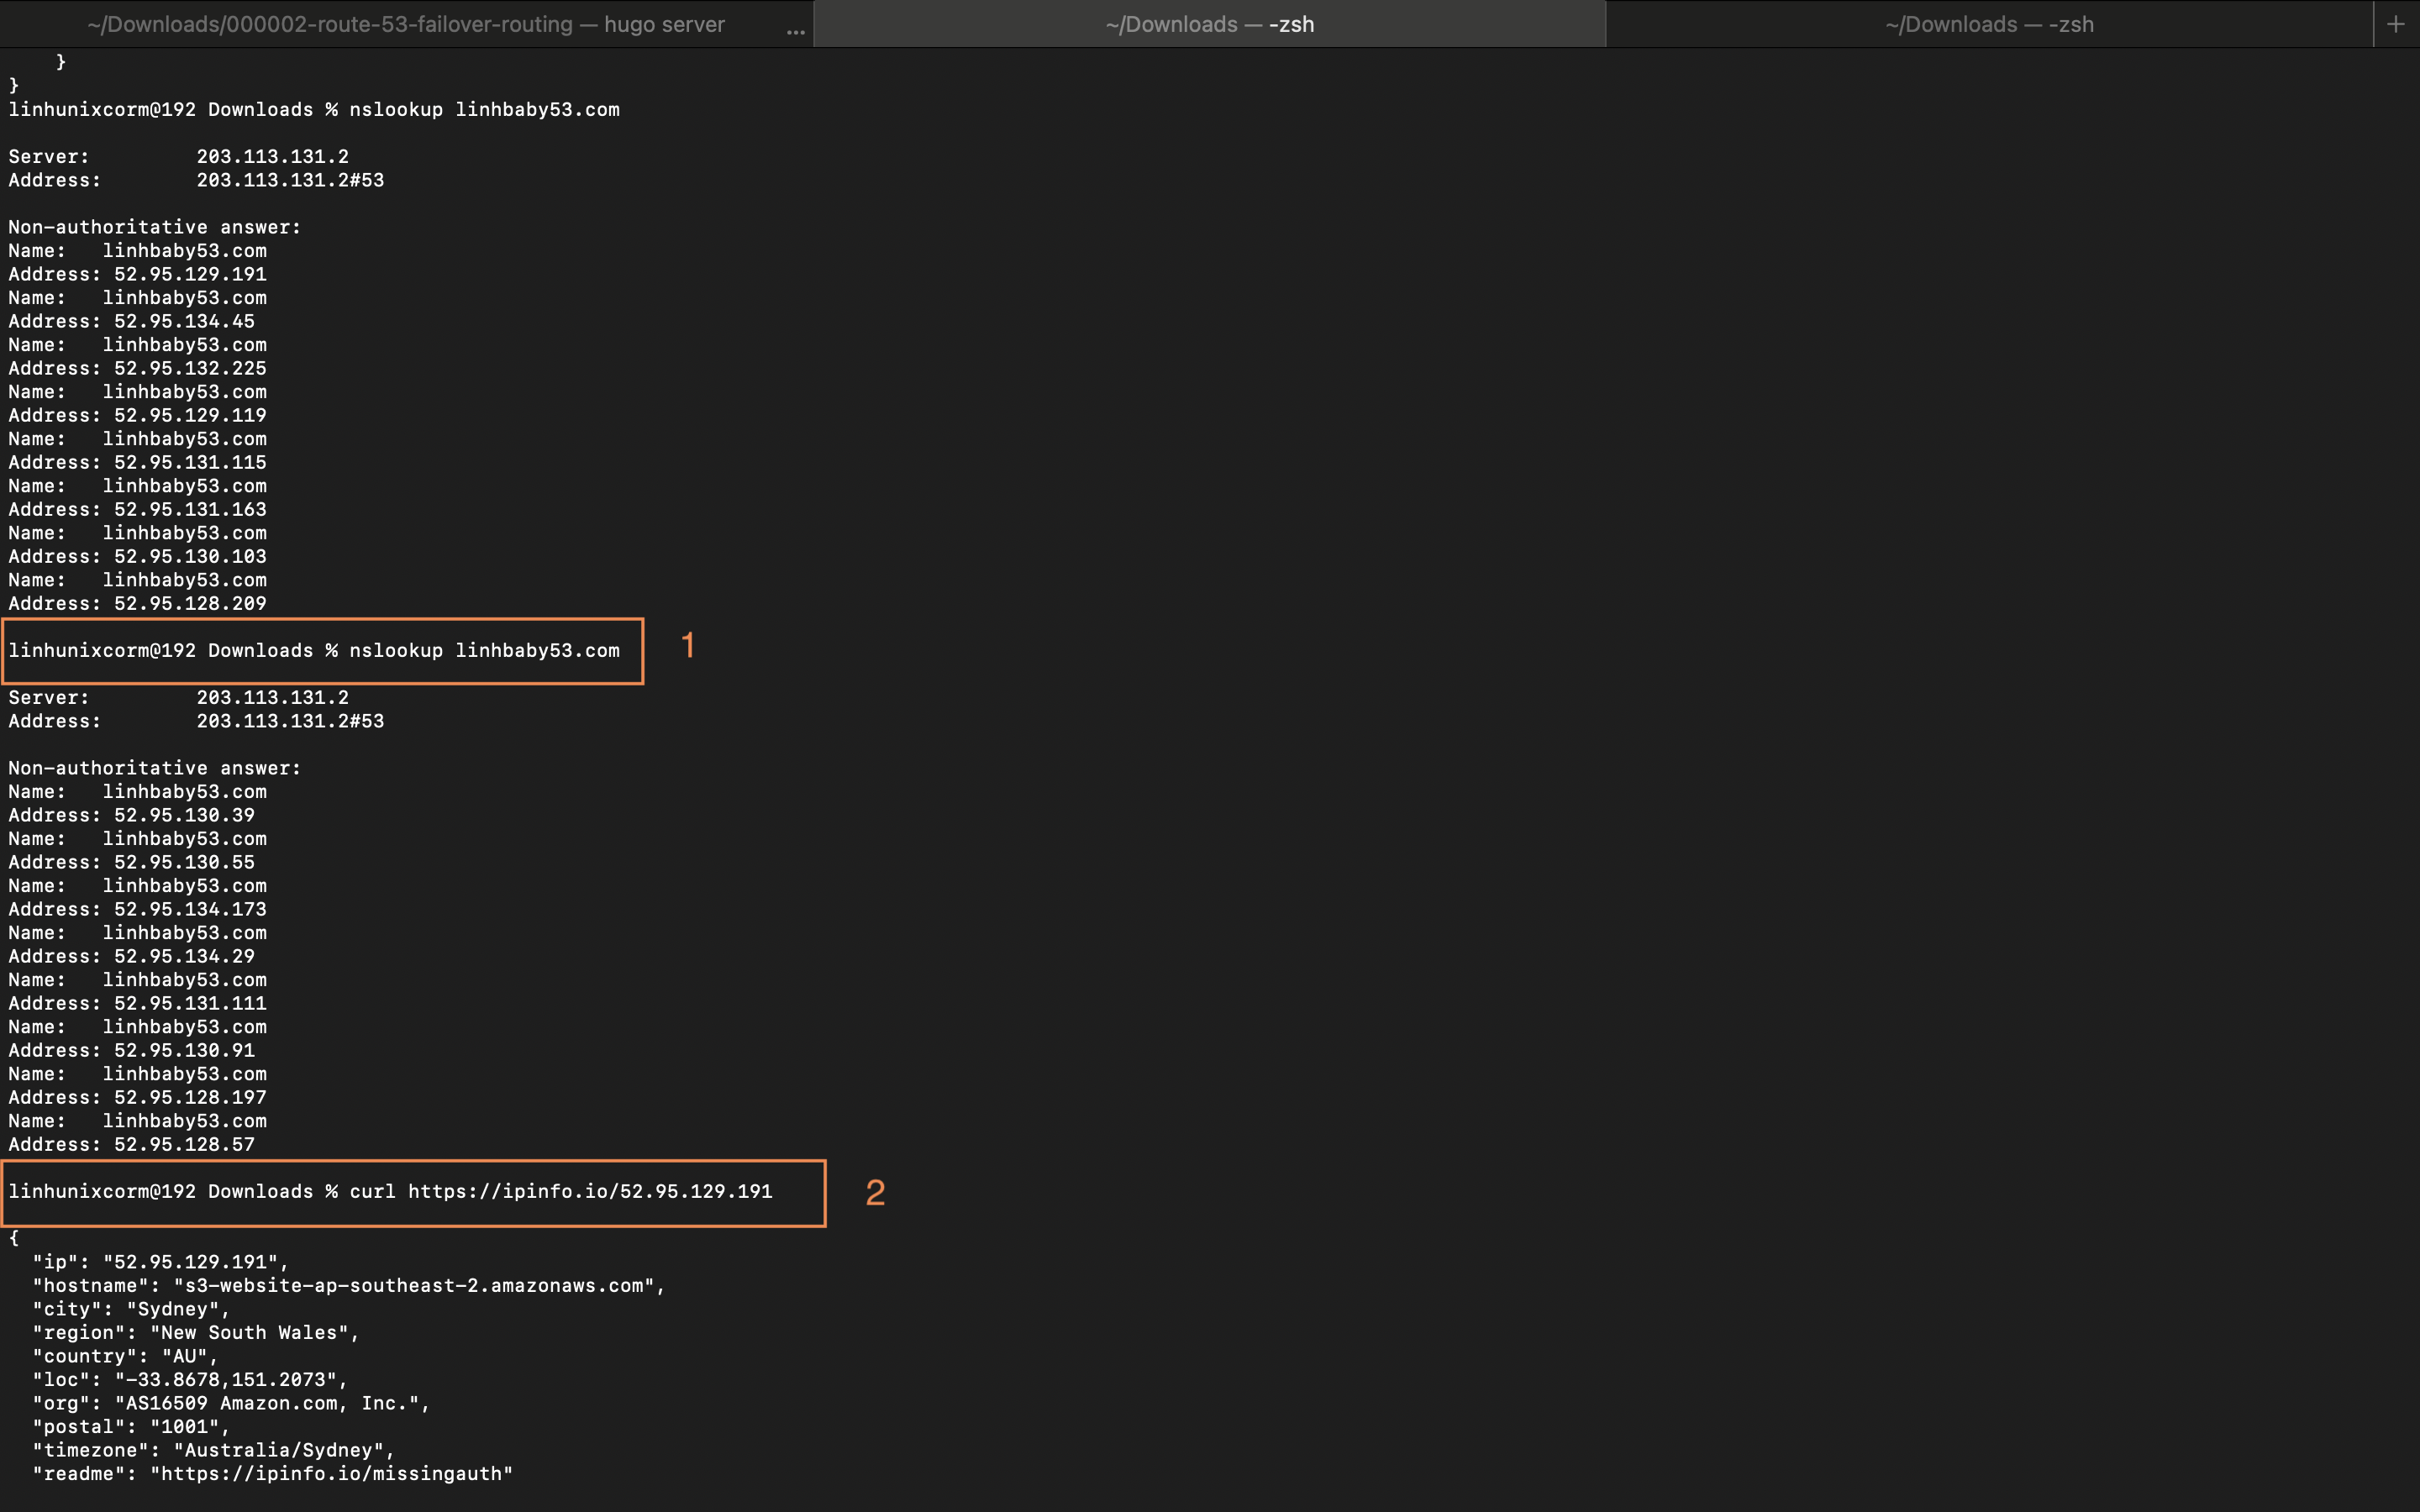 ~/Downloads/000002-route-53-failover-routing — hugo server ...
~/Downloads — -zsh
~/Downloads — -zsh
+
}
}
linhunixcorm@192 Downloads % nslookup linhbaby53.com
Server: 203.113.131.2
Address: 203.113.131.2#53
Non-authoritative answer:
Name: linhbaby53.com
Address: 52.95.129.191
Name: linhbaby53.com
Address: 52.95.134.45
Name: linhbaby53.com
Address: 52.95.132.225
Name: linhbaby53.com
Address: 52.95.129.119
Name: linhbaby53.com
Address: 52.95.131.115
Name: linhbaby53.com
Address: 52.95.131.163
Name: linhbaby53.com
Address: 52.95.130.103
Name: linhbaby53.com
Address: 52.95.128.209
linhunixcorm@192 Downloads % nslookup linhbaby53.com
1
Server: 203.113.131.2
Address: 203.113.131.2#53
Non-authoritative answer:
Name: linhbaby53.com
Address: 52.95.130.39
Name: linhbaby53.com
Address: 52.95.130.55
Name: linhbaby53.com
Address: 52.95.134.173
Name: linhbaby53.com
Address: 52.95.134.29
Name: linhbaby53.com
Address: 52.95.131.111
Name: linhbaby53.com
Address: 52.95.130.91
Name: linhbaby53.com
Address: 52.95.128.197
Name: linhbaby53.com
Address: 52.95.128.57
linhunixcorm@192 Downloads % curl https://ipinfo.io/52.95.129.191
2
{
"ip": "52.95.129.191",
"hostname": "s3-website-ap-southeast-2.amazonaws.com",
"city": "Sydney",
"region": "New South Wales",
"country": "AU",
"loc": "-33.8678,151.2073",
"org": "AS16509 Amazon.com, Inc.",
"postal": "1001",
"timezone": "Australia/Sydney",
"readme": "https://ipinfo.io/missingauth"